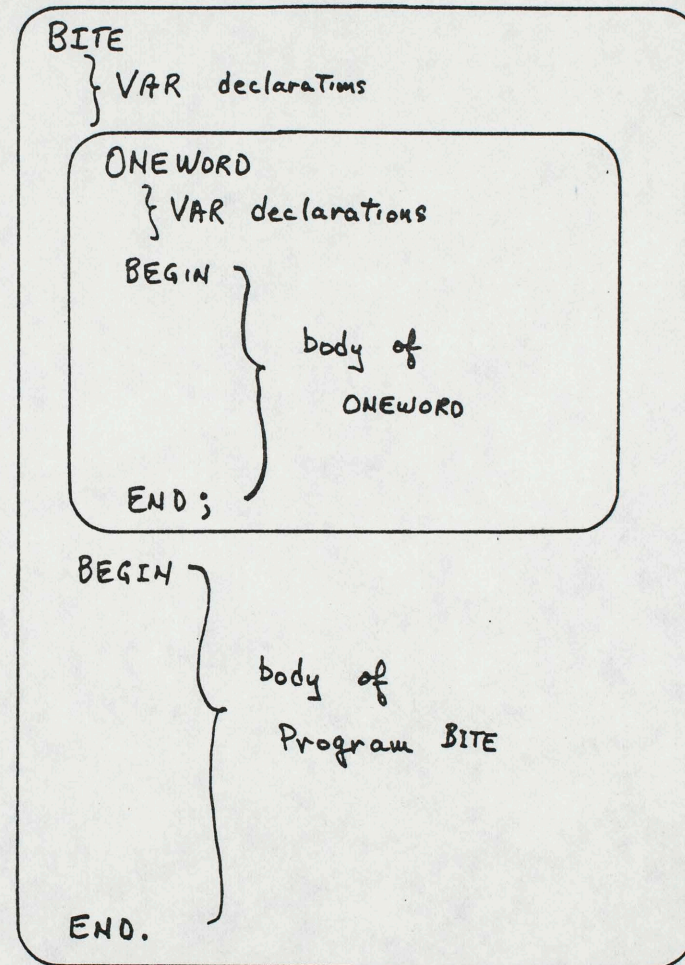 BITE
VAR declarations
ONEWORD
VAR declarations
BEGIN
body of
ONEWORD
END;
BEGIN
body of
Program BITE
END.